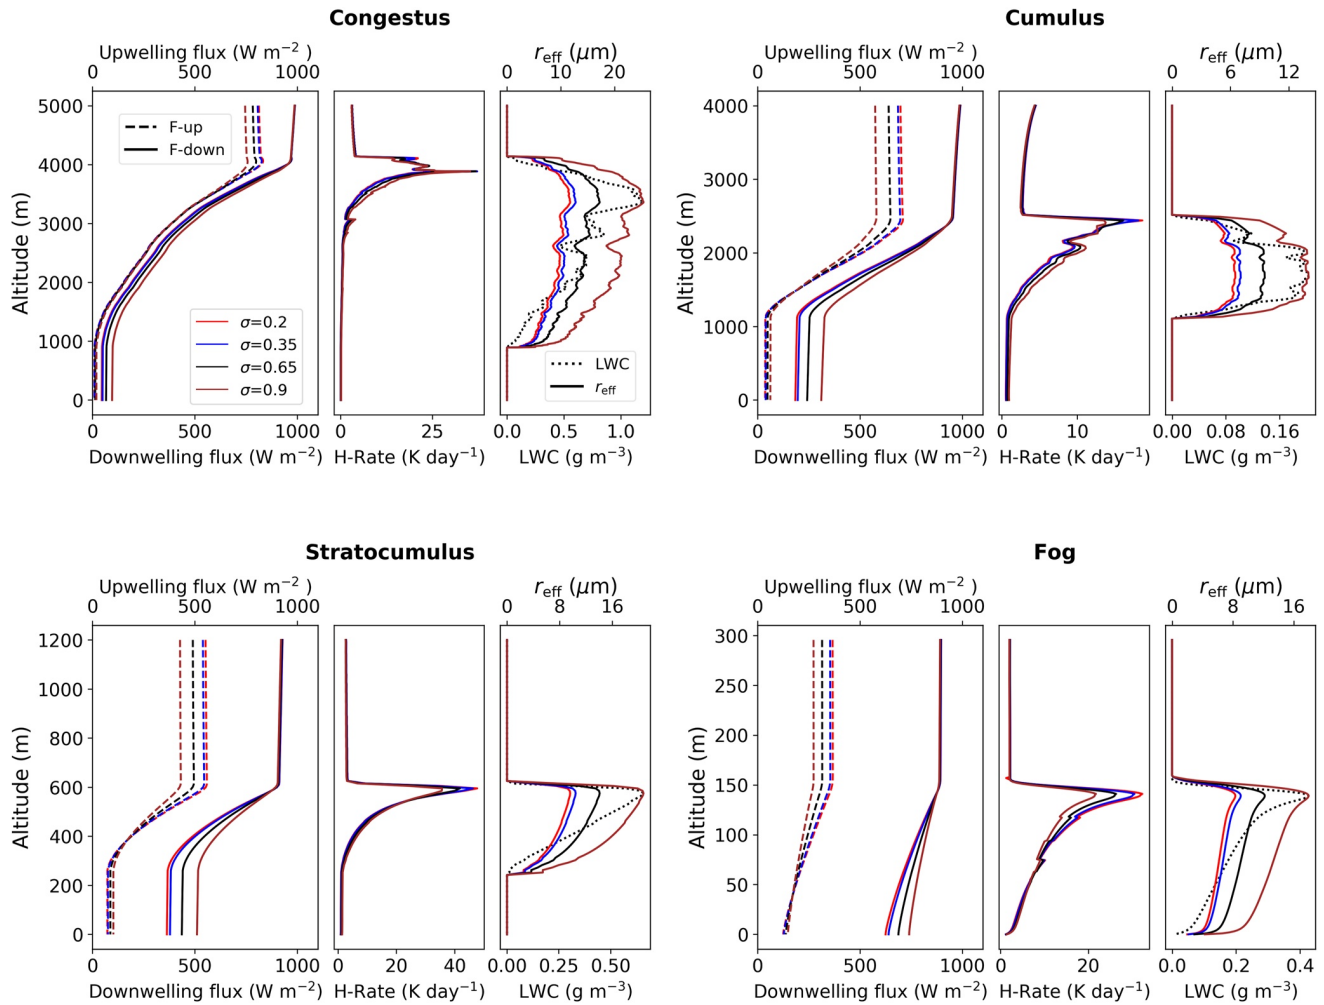 Congestus
Upwelling flux (W m⁻² )
0 500 1000
r_eff (μm)
0 10 20
5000
4000
3000
2000
1000
0
Altitude (m)
F-up
F-down
σ=0.2
σ=0.35
σ=0.65
σ=0.9
LWC
r_eff
0 500 1000
Downwelling flux (W m⁻²)
0 25
H-Rate (K day⁻¹)
0.0 0.5 1.0
LWC (g m⁻³)
Cumulus
Upwelling flux (W m⁻² )
0 500 1000
r_eff (μm)
0 6 12
4000
3000
2000
1000
0
Altitude (m)
0 500 1000
Downwelling flux (W m⁻²)
0 10
H-Rate (K day⁻¹)
0.00 0.08 0.16
LWC (g m⁻³)
Stratocumulus
Upwelling flux (W m⁻² )
0 500 1000
r_eff (μm)
0 8 16
1200
1000
800
600
400
200
0
Altitude (m)
0 500 1000
Downwelling flux (W m⁻²)
0 20 40
H-Rate (K day⁻¹)
0.00 0.25 0.50
LWC (g m⁻³)
Fog
Upwelling flux (W m⁻² )
0 500 1000
r_eff (μm)
0 8 16
300
250
200
150
100
50
0
Altitude (m)
0 500 1000
Downwelling flux (W m⁻²)
0 20
H-Rate (K day⁻¹)
0.0 0.2 0.4
LWC (g m⁻³)